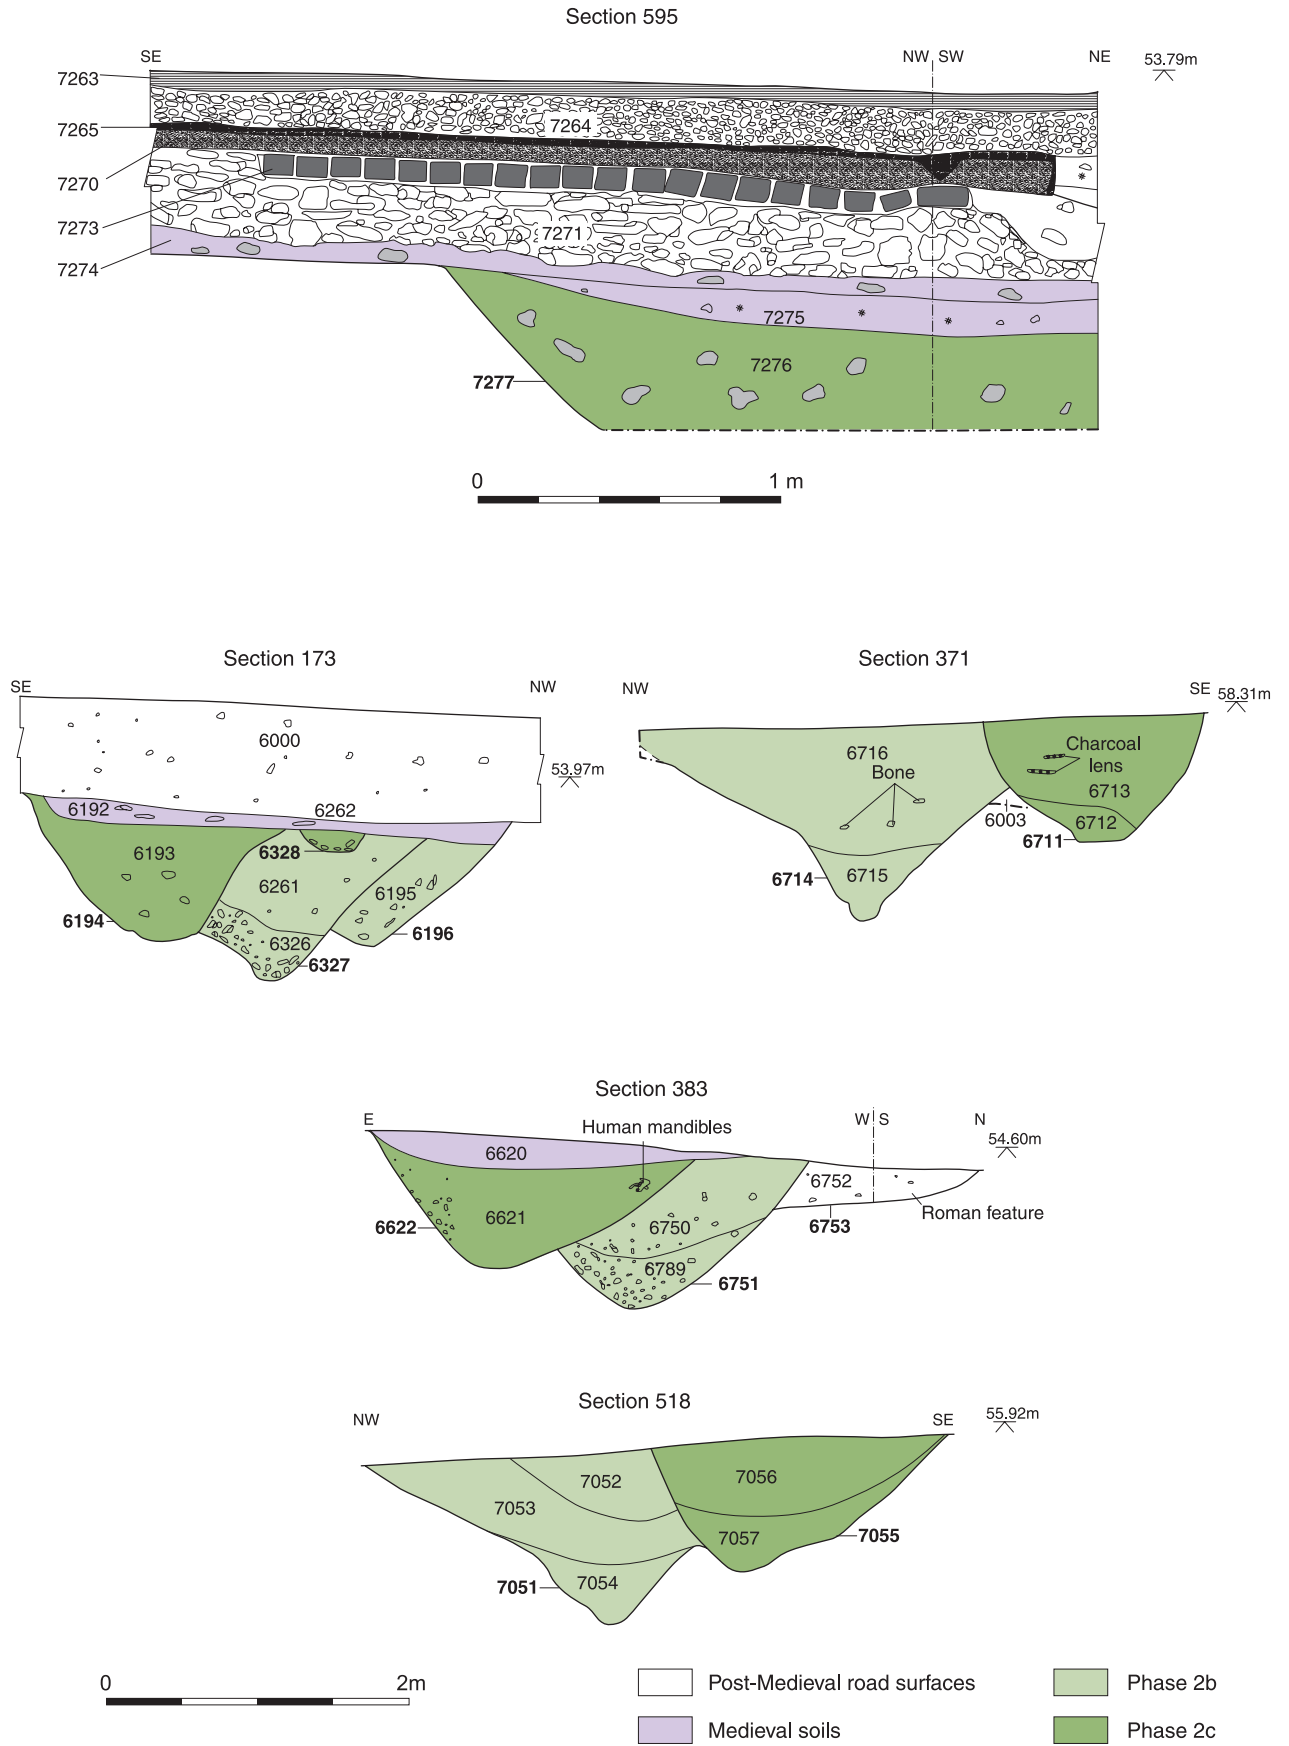 Section 595
SE
NW SW
NE
53.79m
7263
7264
7265
7270
7273
7271
7274
7275
7276
7277
0 1 m
Section 173
SE
NW
53.97m
6000
6192
6262
6193
6328
6261
6195
6194
6196
6326
6327
Section 371
NW
SE
58.31m
6716
Charcoal
lens
Bone
6713
6003
6712
6711
6714
6715
Section 383
E
W S
N
54.60m
Human mandibles
6620
6752
Roman feature
6621
6622
6750
6753
6789
6751
Section 518
NW
SE
55.92m
7052
7056
7053
7057
7055
7051
7054
0 2m
Post-Medieval road surfaces
Medieval soils
Phase 2b
Phase 2c